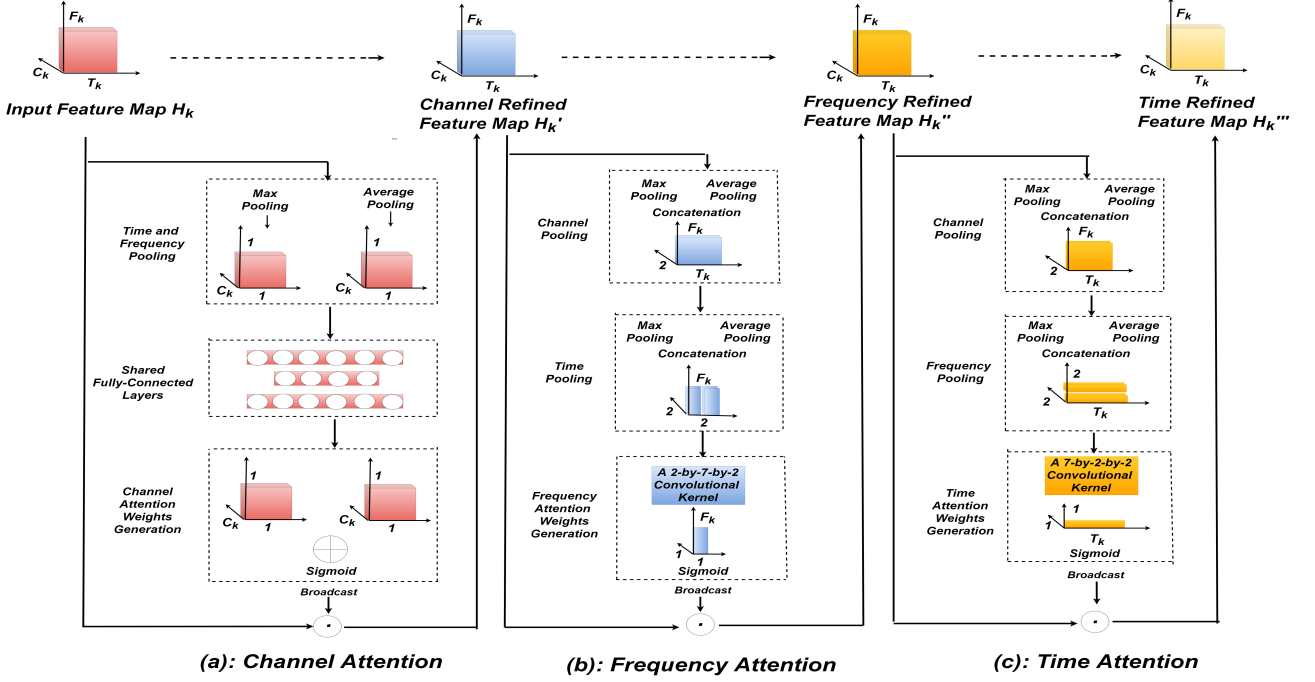 F_k
C_k
T_k
Input Feature Map H_k
F_k
C_k
T_k
Channel Refined
Feature Map H_k'
F_k
C_k
T_k
Frequency Refined
Feature Map H_k''
F_k
C_k
T_k
Time Refined
Feature Map H_k'''
Time and
Frequency
Pooling
Max
Pooling
Average
Pooling
1
C_k
1
1
C_k
1
Shared
Fully-Connected
Layers
Channel
Attention
Weights
Generation
1
C_k
1
1
C_k
1
Sigmoid
Broadcast
(a): Channel Attention
Channel
Pooling
Max
Pooling
Average
Pooling
Concatenation
F_k
2
T_k
Time
Pooling
Max
Pooling
Average
Pooling
Concatenation
F_k
2
2
Frequency
Attention
Weights
Generation
A 2-by-7-by-2
Convolutional
Kernel
F_k
1
1
Sigmoid
Broadcast
(b): Frequency Attention
Channel
Pooling
Max
Pooling
Average
Pooling
Concatenation
F_k
2
T_k
Frequency
Pooling
Max
Pooling
Average
Pooling
Concatenation
2
2
T_k
Time
Attention
Weights
Generation
A 7-by-2-by-2
Convolutional
Kernel
1
1
T_k
Sigmoid
Broadcast
(c): Time Attention